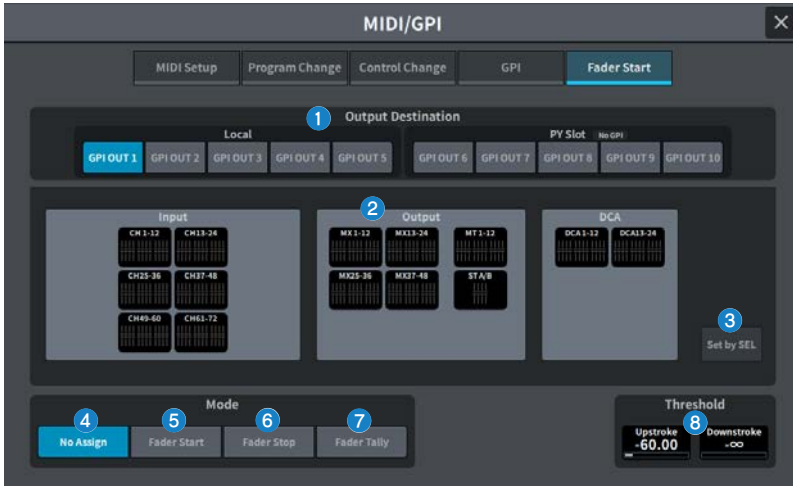 MIDI/GPI
MIDI Setup Program Change Control Change GPI Fader Start
1 Output Destination
Local PY Slot No GPI
GPI OUT 1 GPI OUT 2 GPI OUT 3 GPI OUT 4 GPI OUT 5 GPI OUT 6 GPI OUT 7 GPI OUT 8 GPI OUT 9 GPI OUT 10
2
Input Output DCA
CH 1-12 CH13-24 MX 1-12 MX13-24 MT 1-12 DCA 1-12 DCA13-24
CH25-36 CH37-48 MX25-36 MX37-48 ST A/B
CH49-60 CH61-72
3
Set by SEL
Mode Threshold
4 5 6 7 8
No Assign Fader Start Fader Stop Fader Tally
Upstroke Downstroke
-60.00 -∞